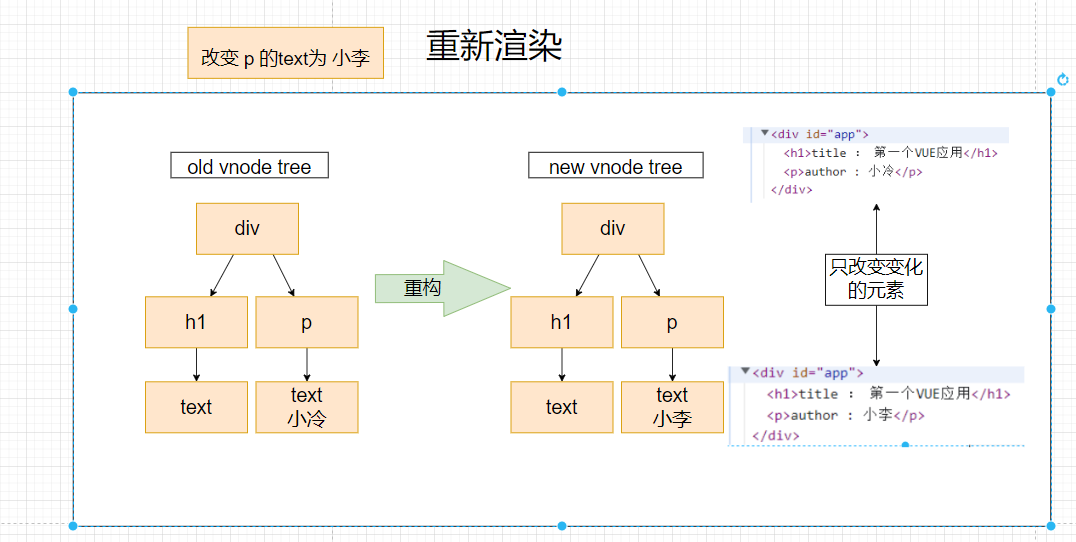 重新渲染
改变 p 的text为 小李
old vnode tree
new vnode tree
div
h1
p
text
text
小冷
重构
div
h1
p
text
text
小李
<div id="app">
<h1>title : 第一个VUE应用</h1>
<p>author : 小冷</p>
</div>
只改变变化
的元素
<div id="app">
<h1>title : 第一个VUE应用</h1>
<p>author : 小李</p>
</div>